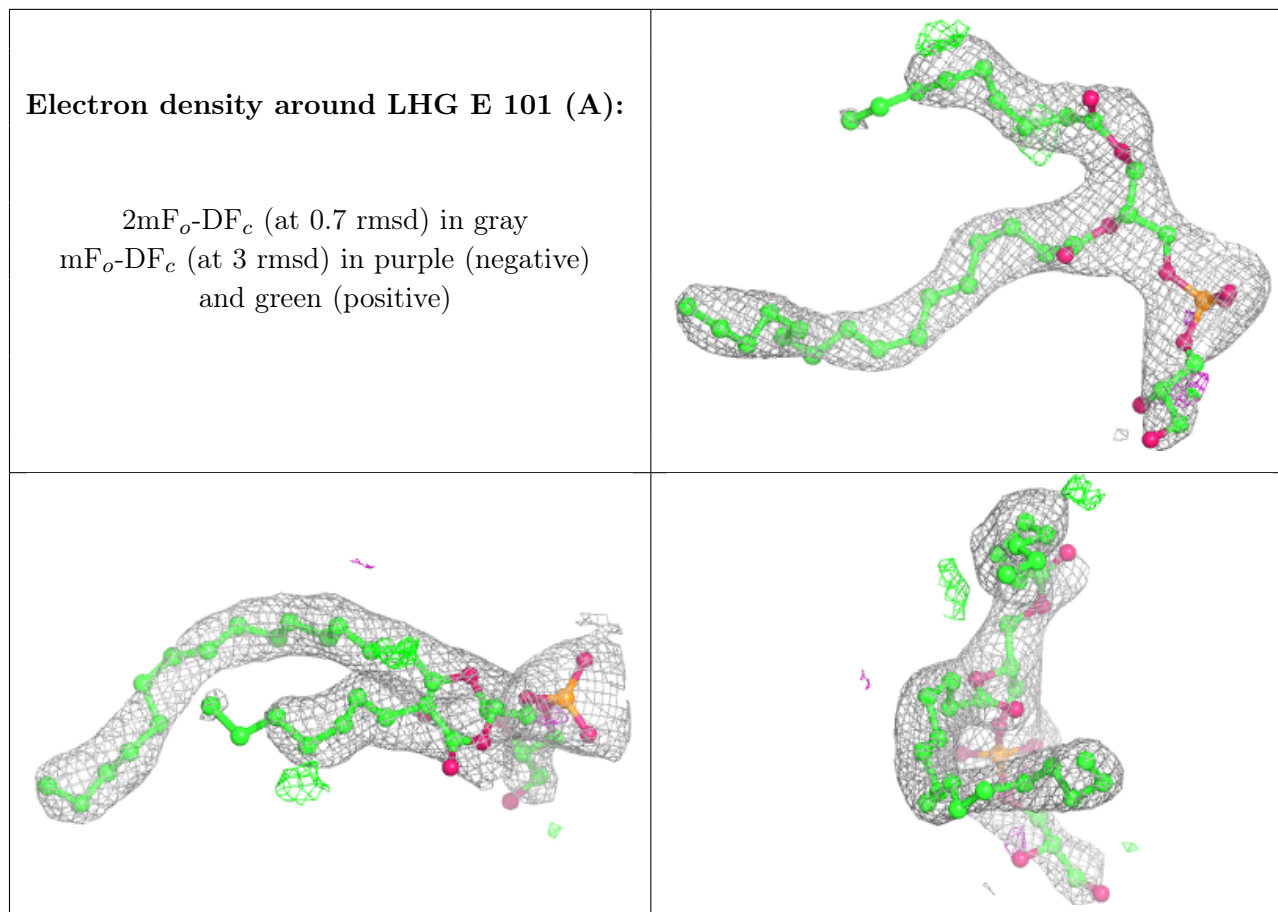 Electron density around LHG E 101 (A):
2mFo-DFc (at 0.7 rmsd) in gray
mFo-DFc (at 3 rmsd) in purple (negative)
and green (positive)